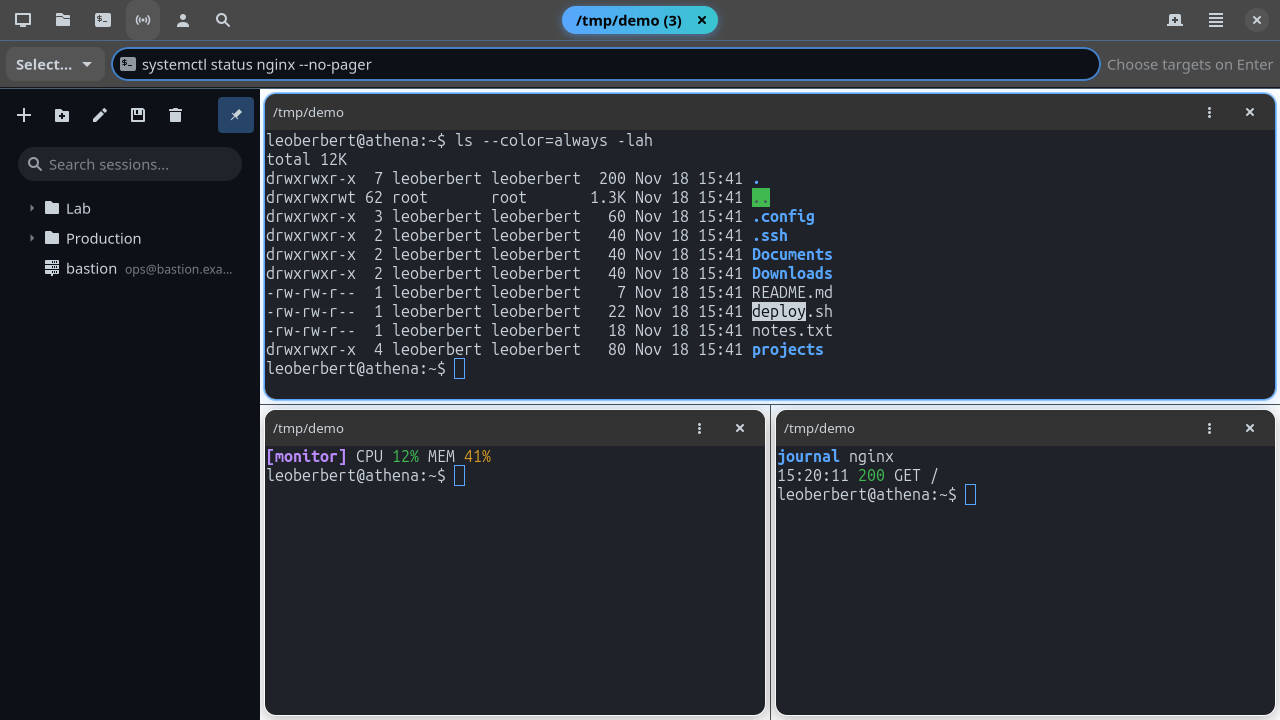 /tmp/demo (3)
Select...
systemctl status nginx --no-pager
Choose targets on Enter
Search sessions...
Lab
Production
bastion ops@bastion.exa...
/tmp/demo
leoberbert@athena:~$ ls --color=always -lah
total 12K
drwxrwxr-x  7 leoberbert leoberbert  200 Nov 18 15:41 .
drwxrwxrwt 62 root       root       1.3K Nov 18 15:41 ..
drwxrwxr-x  3 leoberbert leoberbert   60 Nov 18 15:41 .config
drwxrwxr-x  2 leoberbert leoberbert   40 Nov 18 15:41 .ssh
drwxrwxr-x  2 leoberbert leoberbert   40 Nov 18 15:41 Documents
drwxrwxr-x  2 leoberbert leoberbert   40 Nov 18 15:41 Downloads
-rw-rw-r--  1 leoberbert leoberbert    7 Nov 18 15:41 README.md
-rw-rw-r--  1 leoberbert leoberbert   22 Nov 18 15:41 deploy.sh
-rw-rw-r--  1 leoberbert leoberbert   18 Nov 18 15:41 notes.txt
drwxrwxr-x  4 leoberbert leoberbert   80 Nov 18 15:41 projects
leoberbert@athena:~$
/tmp/demo
[monitor] CPU 12% MEM 41%
leoberbert@athena:~$
/tmp/demo
journal nginx
15:20:11 200 GET /
leoberbert@athena:~$